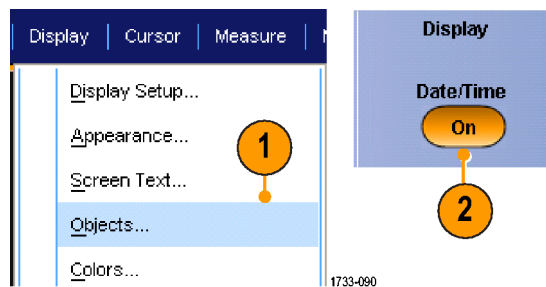 Display Cursor Measure
Display Setup...
Appearance...
Screen Text...
Objects...
Colors...
1
Display
Date/Time
On
2
1733-090